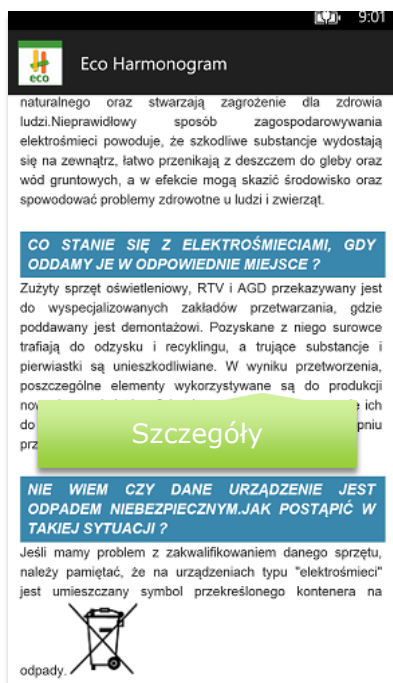 9:01
eco
Eco Harmonogram
naturalnego oraz stwarzają zagrożenie dla zdrowia
ludzi.Nieprawidłowy sposób zagospodarowywania
elektrośmieci powoduje, że szkodliwe substancje wydostają
się na zewnątrz, łatwo przenikają z deszczem do gleby oraz
wód gruntowych, a w efekcie mogą skazić środowisko oraz
spowodować problemy zdrowotne u ludzi i zwierząt.
CO STANIE SIĘ Z ELEKTROŚMIECIAMI, GDY
ODDAMY JE W ODPOWIEDNIE MIEJSCE ?
Zużyty sprzęt oświetleniowy, RTV i AGD przekazywany jest
do wyspecjalizowanych zakładów przetwarzania, gdzie
poddawany jest demontażowi. Pozyskane z niego surowce
trafiają do odzysku i recyklingu, a trujące substancje i
pierwiastki są unieszkodliwiane. W wyniku przetworzenia,
poszczególne elementy wykorzystywane są do produkcji
ich
do
Szczegóły
NIE WIEM CZY DANE URZĄDZENIE JEST
ODPADEM NIEBEZPIECZNYM.JAK POSTĄPIĆ W
TAKIEJ SYTUACJI ?
Jeśli mamy problem z zakwalifikowaniem danego sprzętu,
należy pamiętać, że na urządzeniach typu "elektrośmieci"
jest umieszczany symbol przekreślonego kontenera na
odpady.